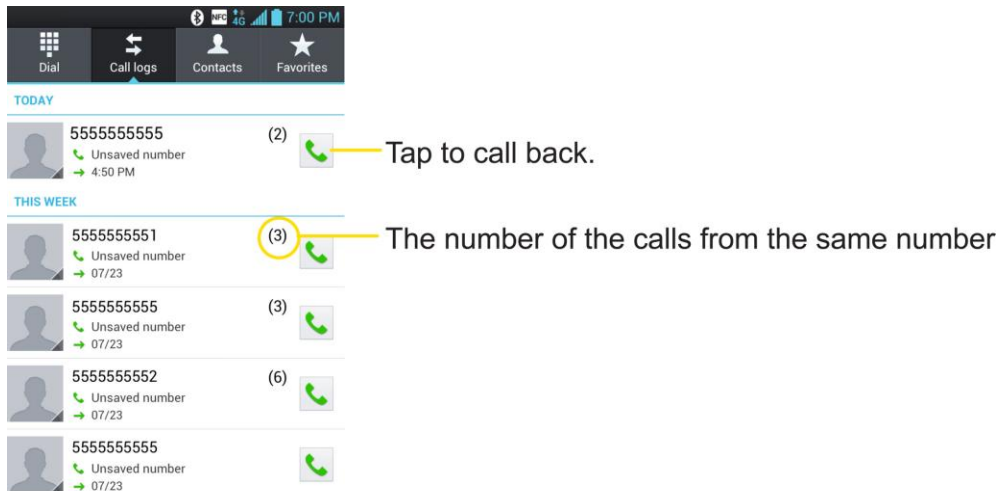 NFC 4G 7:00 PM
Dial Call logs Contacts Favorites
TODAY
5555555555 (2)
Unsaved number
4:50 PM
Tap to call back.
THIS WEEK
5555555551 (3)
Unsaved number
07/23
The number of the calls from the same number
5555555555 (3)
Unsaved number
07/23
5555555552 (6)
Unsaved number
07/23
5555555555
Unsaved number
07/23